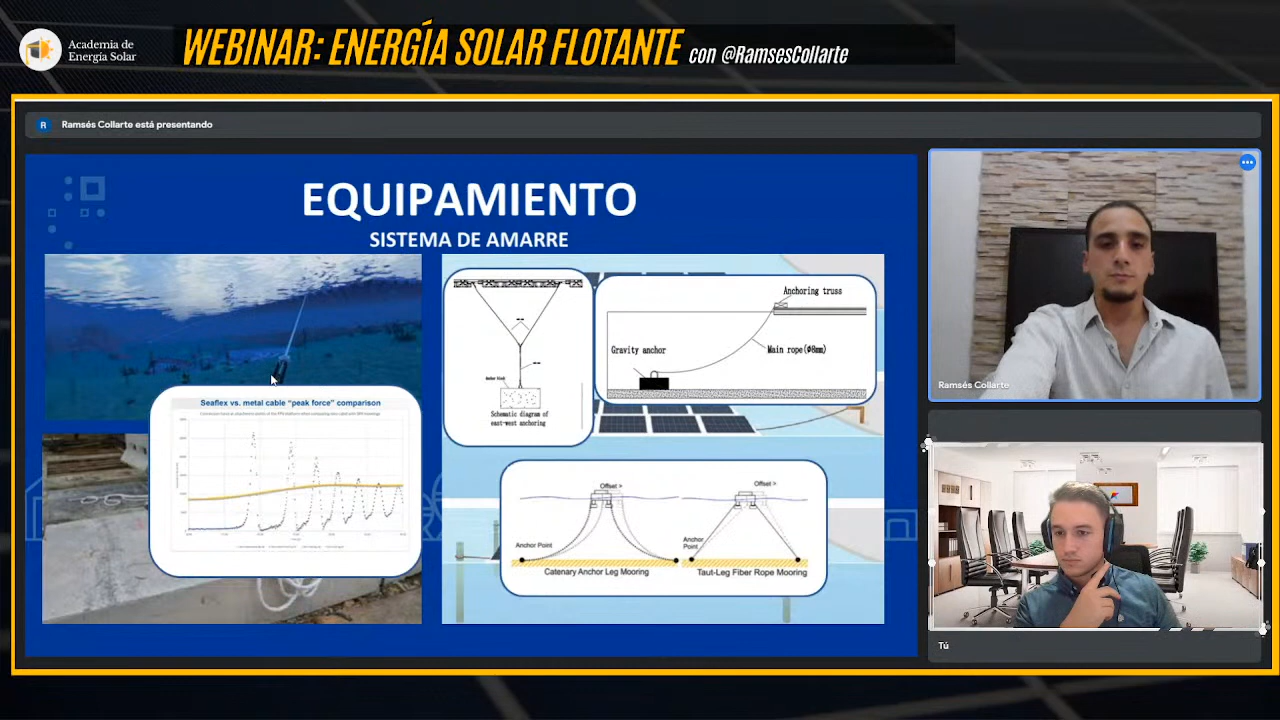 Academia de
Energía Solar
WEBINAR: ENERGÍA SOLAR FLOTANTE con @RamsesCollarte
R
Ramsés Collarte está presentando
EQUIPAMIENTO
SISTEMA DE AMARRE
Seaflex vs. metal cable “peak force” comparison
Schematic diagram of
east-west anchoring
Anchoring truss
Gravity anchor
Main rope(Φ8mm)
Offset >
Anchor Point
Catenary Anchor Leg Mooring
Offset >
Anchor
Point
Taut-Leg Fiber Rope Mooring
Ramsés Collarte
Tú